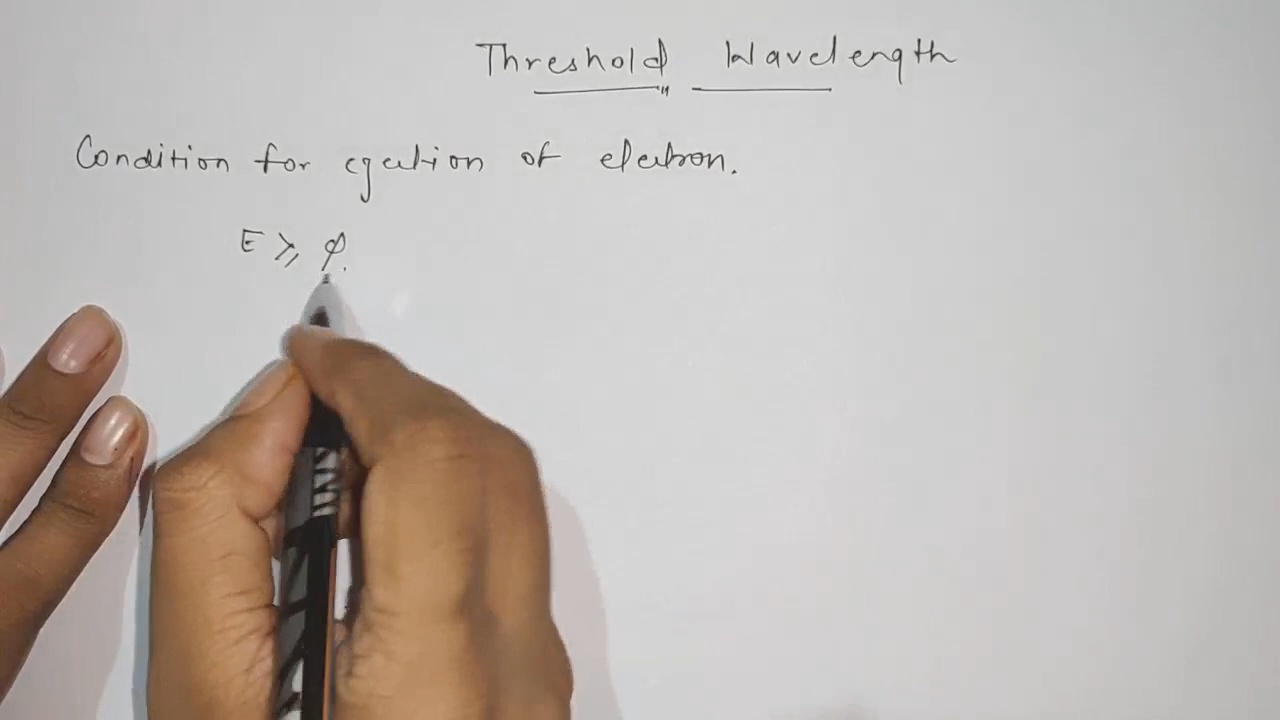 Threshold Wavelength
Condition for ejection of electron.
E ⩾ φ.